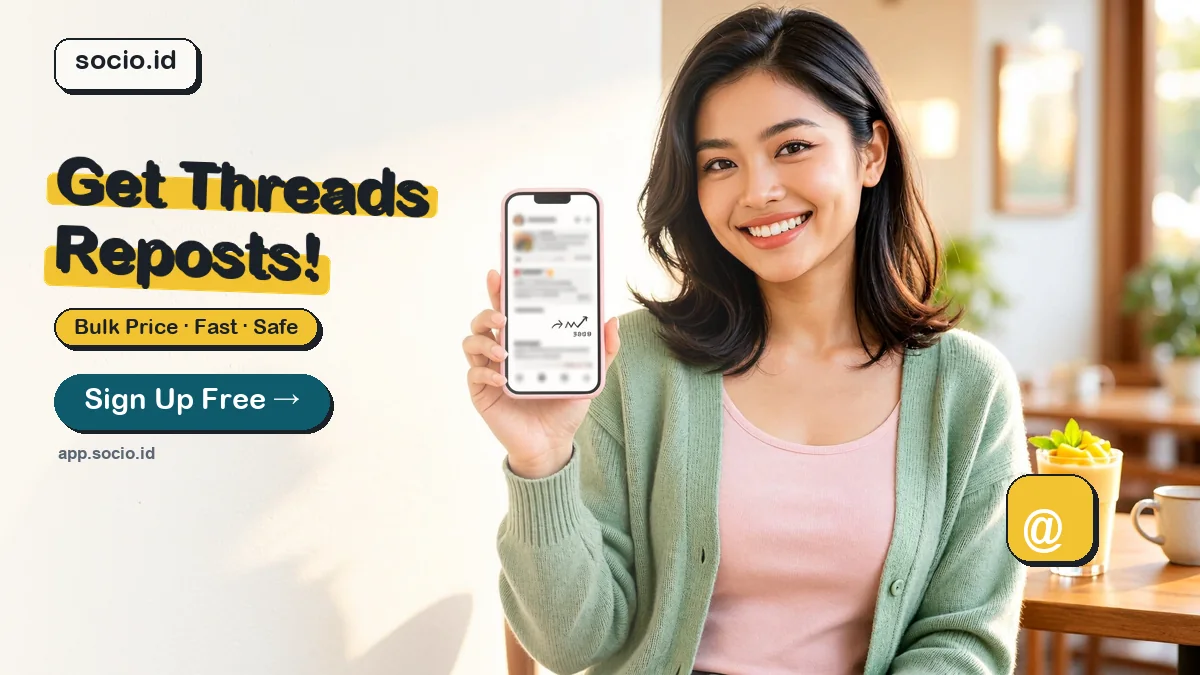 socio.id
Get Threads
Reposts!
Bulk Price · Fast · Safe
Sign Up Free →
app.socio.id
@